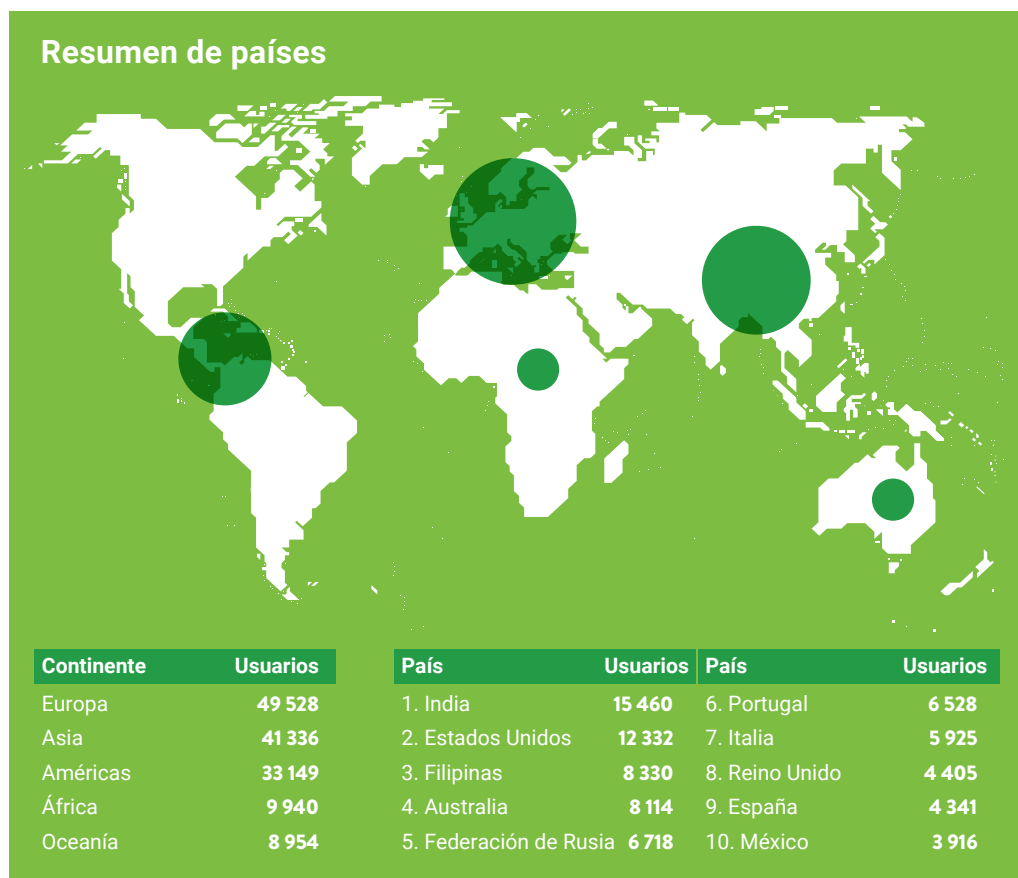 Resumen de países
Continente Usuarios
Europa 49 528
Asia 41 336
Américas 33 149
África 9 940
Oceanía 8 954
País Usuarios
1. India 15 460
2. Estados Unidos 12 332
3. Filipinas 8 330
4. Australia 8 114
5. Federación de Rusia 6 718
País Usuarios
6. Portugal 6 528
7. Italia 5 925
8. Reino Unido 4 405
9. España 4 341
10. México 3 916